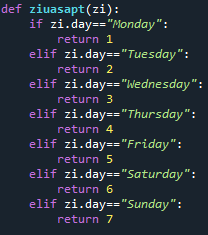 def ziuasapt(zi):
    if zi.day=="Monday":
        return 1
    elif zi.day=="Tuesday":
        return 2
    elif zi.day=="Wednesday":
        return 3
    elif zi.day=="Thursday":
        return 4
    elif zi.day=="Friday":
        return 5
    elif zi.day=="Saturday":
        return 6
    elif zi.day=="Sunday":
        return 7